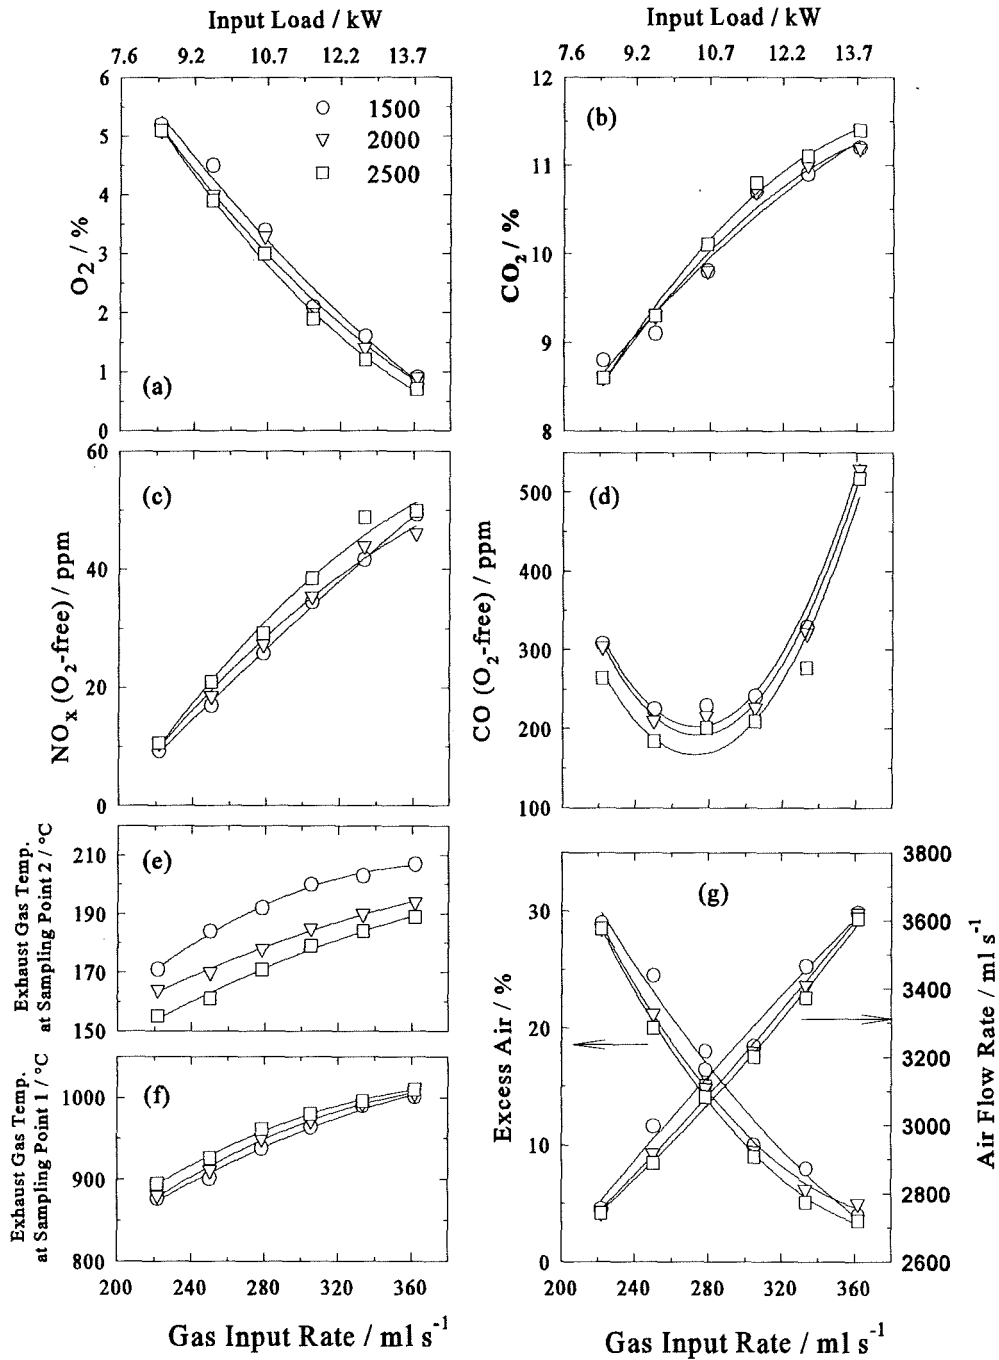 Input Load / kW
7.6 9.2 10.7 12.2 13.7
6
5
4
3
2
1
0
O2 / %
1500
2000
2500
(a)
Input Load / kW
7.6 9.2 10.7 12.2 13.7
12
11
10
9
8
CO2 / %
(b)
60
40
20
0
NOx (O2-free) / ppm
(c)
500
400
300
200
100
CO (O2-free) / ppm
(d)
210
190
170
150
Exhaust Gas Temp.
at Sampling Point 2 / °C
(e)
1000
900
800
Exhaust Gas Temp.
at Sampling Point 1 / °C
(f)
200 240 280 320 360
Gas Input Rate / ml s-1
30
20
10
0
Excess Air / %
(g)
3800
3600
3400
3200
3000
2800
2600
Air Flow Rate / ml s-1
200 240 280 320 360
Gas Input Rate / ml s-1